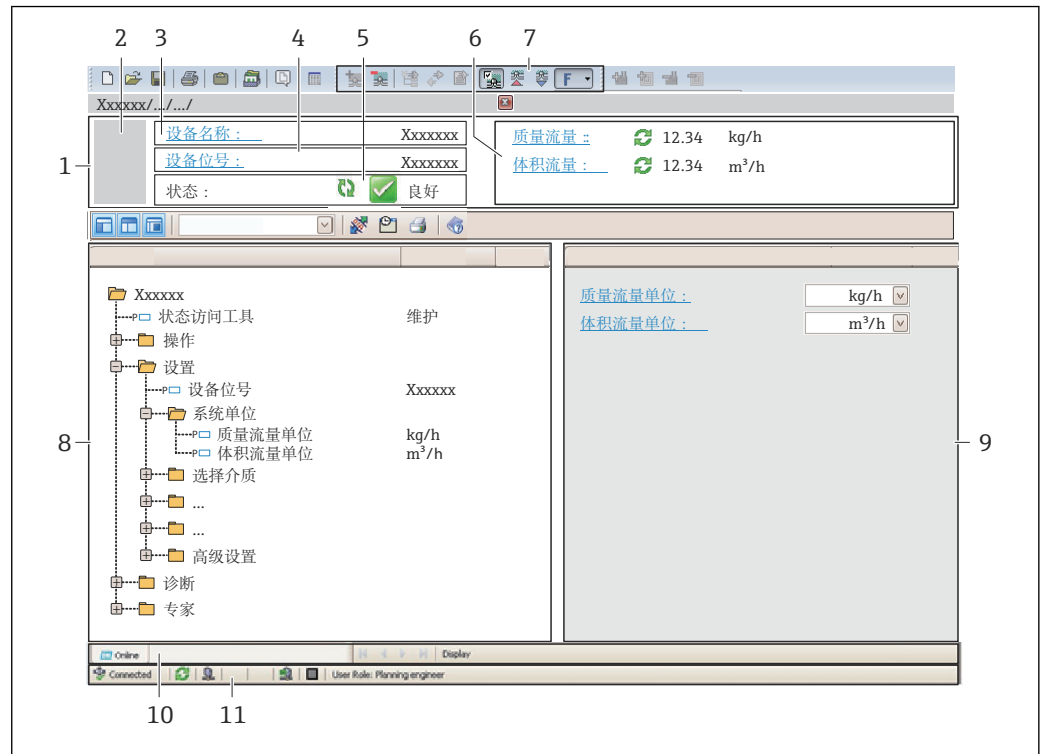 2 3 4 5 6 7
F
Xxxxxx/.../.../
1
设备名称： Xxxxxxx
设备位号： Xxxxxxx
状态： 良好
质量流量： 12.34 kg/h
体积流量： 12.34 m³/h
Xxxxxx
状态访问工具 维护
操作
设置
设备位号 Xxxxxx
系统单位
质量流量单位 kg/h
体积流量单位 m³/h
选择介质
...
...
高级设置
诊断
专家
8
质量流量单位： kg/h
体积流量单位： m³/h
9
Online Display
Connected User Role: Planning engineer
10 11